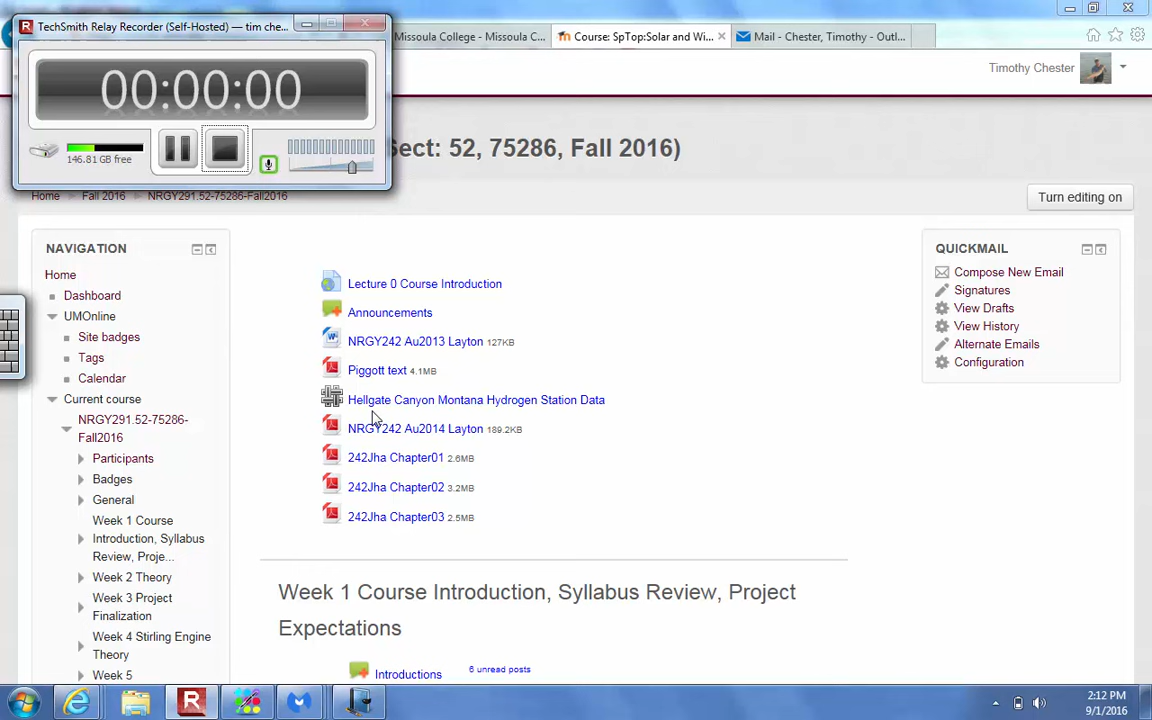 TechSmith Relay Recorder (Self-Hosted) — tim che...
00:00:00
146.81 GB free
Missoula College - Missoula C...
Course: SpTop:Solar and Wi...
Mail - Chester, Timothy - Outl...
Timothy Chester
Sect: 52, 75286, Fall 2016)
Home
Fall 2016
NRGY291.52-75286-Fall2016
Turn editing on
NAVIGATION
Home
Dashboard
UMOnline
Site badges
Tags
Calendar
Current course
NRGY291.52-75286-
Fall2016
Participants
Badges
General
Week 1 Course
Introduction, Syllabus
Review, Proje...
Week 2 Theory
Week 3 Project
Finalization
Week 4 Stirling Engine
Theory
Week 5
Lecture 0 Course Introduction
Announcements
NRGY242 Au2013 Layton 127KB
Piggott text 4.1MB
Hellgate Canyon Montana Hydrogen Station Data
NRGY242 Au2014 Layton 189.2KB
242Jha Chapter01 2.6MB
242Jha Chapter02 3.2MB
242Jha Chapter03 2.5MB
Week 1 Course Introduction, Syllabus Review, Project
Expectations
Introductions 6 unread posts
QUICKMAIL
Compose New Email
Signatures
View Drafts
View History
Alternate Emails
Configuration
2:12 PM
9/1/2016